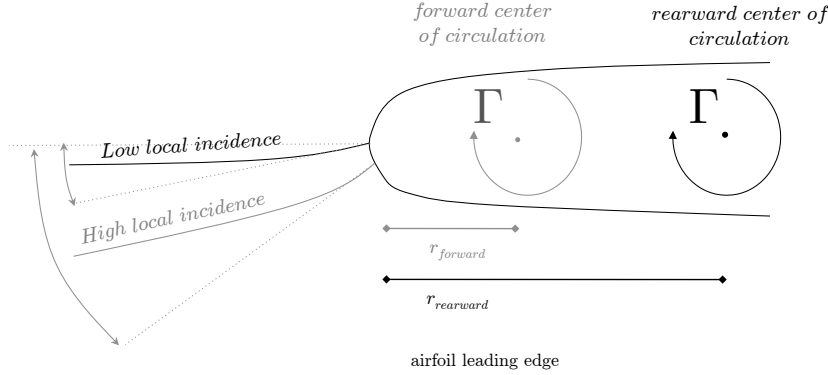 forward center
of circulation
rearward center of
circulation
Γ
Γ
Low local incidence
High local incidence
r_forward
r_rearward
airfoil leading edge